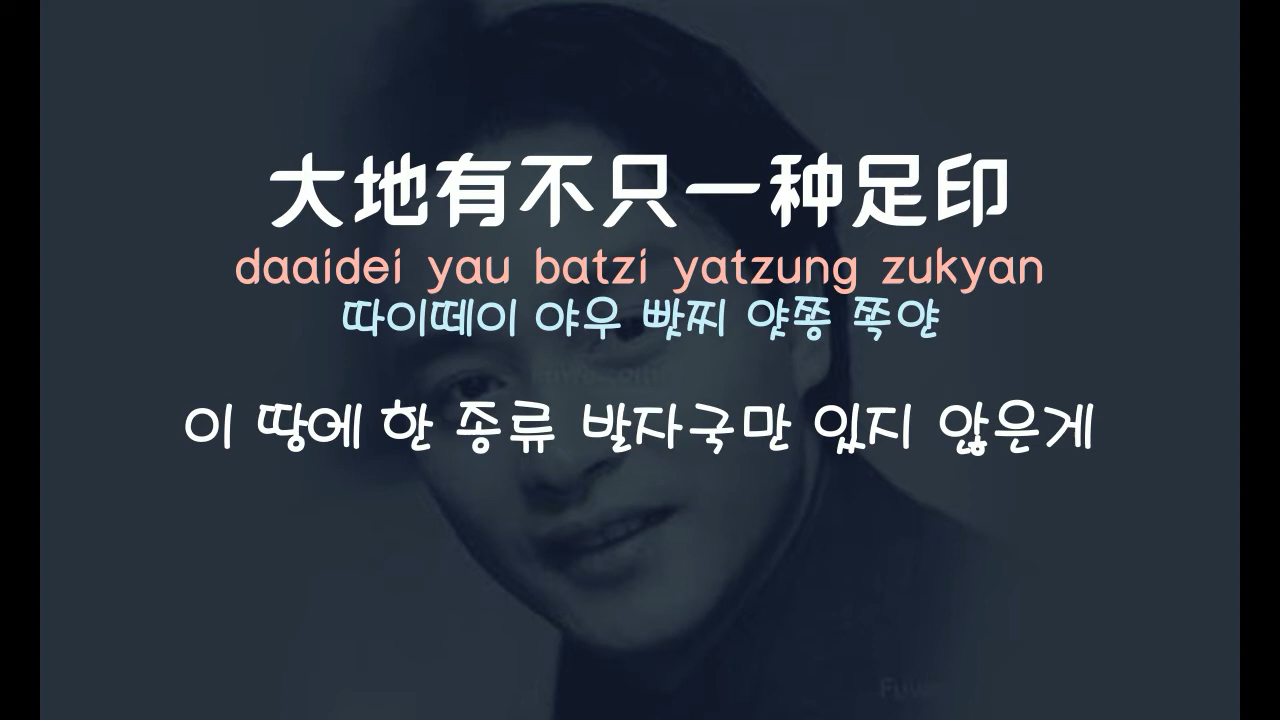 大地有不只一种足印
daaidei yau batzi yatzung zukyan
따이떼이 야우 빳찌 얏쫑 쪽얀
이 땅에 한 종류 발자국만 있지 않은게